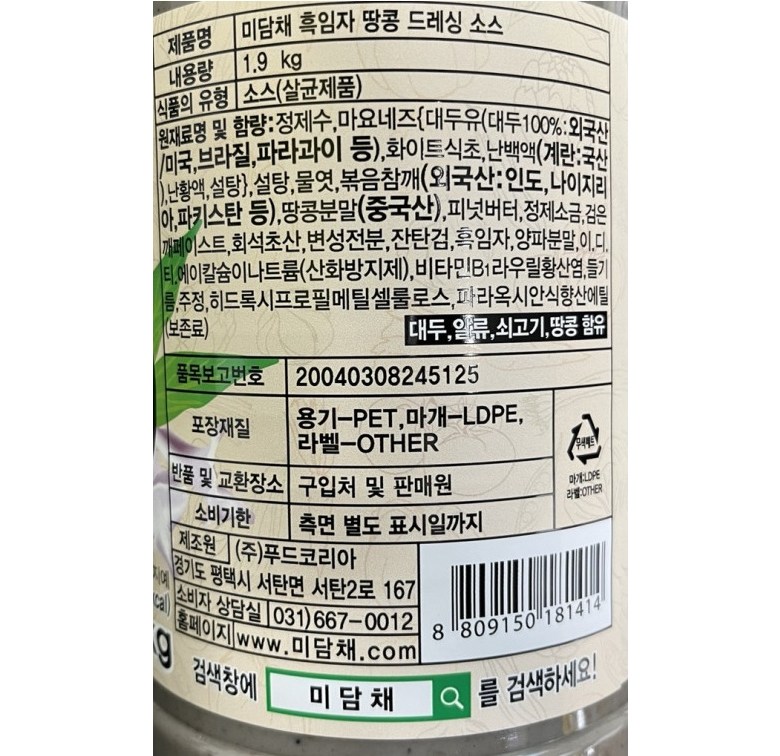 제품명 미담채 흑임자 땅콩 드레싱 소스
내용량 1.9 kg
식품의 유형 소스(살균제품)
원재료명 및 함량:정제수,마요네즈{대두유(대두100%:외국산
/미국,브라질,파라과이 등),화이트식초,난백액(계란:국산
),난황액,설탕},설탕,물엿,볶음참깨(외국산:인도,나이지리
아,파키스탄 등),땅콩분말(중국산),피넛버터,정제소금,검은
깨페이스트,회석초산,변성전분,잔탄검,흑임자,양파분말,이.디.
티.에이칼슘이나트륨(산화방지제),비타민B₁라우릴황산염,들기
름,주정,히드록시프로필메틸셀룰로스,파라옥시안식향산에틸
(보존료)
대두,알류,쇠고기,땅콩 함유
품목보고번호 20040308245125
포장재질 용기-PET,마개-LDPE,
라벨-OTHER
무색페트
마개:LDPE
라벨:OTHER
반품 및 교환장소 구입처 및 판매원
소비기한 측면 별도 표시일까지
제조원 (주)푸드코리아
경기도 평택시 서탄면 서탄2로 167
소비자 상담실 031)667-0012
홈페이지 www.미담채.com
8 809150 181414
cal)
kg
검색창에 미담채 를 검색하세요!